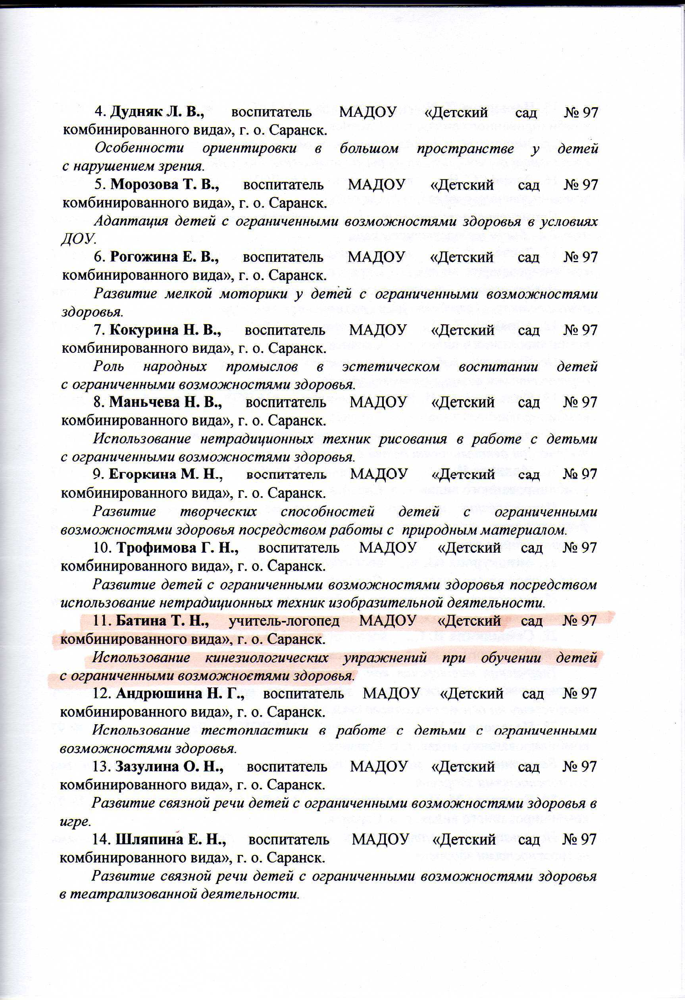 4. Дудняк Л. В., воспитатель МАДОУ «Детский сад № 97
комбинированного вида», г. о. Саранск.
Особенности ориентировки в большом пространстве у детей
с нарушением зрения.
5. Морозова Т. В., воспитатель МАДОУ «Детский сад № 97
комбинированного вида», г. о. Саранск.
Адаптация детей с ограниченными возможностями здоровья в условиях
ДОУ.
6. Рогожина Е. В., воспитатель МАДОУ «Детский сад № 97
комбинированного вида», г. о. Саранск.
Развитие мелкой моторики у детей с ограниченными возможностями
здоровья.
7. Кокурина Н. В., воспитатель МАДОУ «Детский сад № 97
комбинированного вида», г. о. Саранск.
Роль народных промыслов в эстетическом воспитании детей
с ограниченными возможностями здоровья.
8. Маньчева Н. В., воспитатель МАДОУ «Детский сад № 97
комбинированного вида», г. о. Саранск.
Использование нетрадиционных техник рисования в работе с детьми
с ограниченными возможностями здоровья.
9. Егоркина М. Н., воспитатель МАДОУ «Детский сад № 97
комбинированного вида», г. о. Саранск.
Развитие творческих способностей детей с ограниченными
возможностями здоровья посредством работы с природным материалом.
10. Трофимова Г. Н., воспитатель МАДОУ «Детский сад № 97
комбинированного вида», г. о. Саранск.
Развитие детей с ограниченными возможностями здоровья посредством
использование нетрадиционных техник изобразительной деятельности.
11. Батина Т. Н., учитель-логопед МАДОУ «Детский сад № 97
комбинированного вида», г. о. Саранск.
Использование кинезиологических упражнений при обучении детей
с ограниченными возможностями здоровья.
12. Андрюшина Н. Г., воспитатель МАДОУ «Детский сад № 97
комбинированного вида», г. о. Саранск.
Использование тестопластики в работе с детьми с ограниченными
возможностями здоровья.
13. Зазулина О. Н., воспитатель МАДОУ «Детский сад № 97
комбинированного вида», г. о. Саранск.
Развитие связной речи детей с ограниченными возможностями здоровья в
игре.
14. Шляпина Е. Н., воспитатель МАДОУ «Детский сад № 97
комбинированного вида», г. о. Саранск.
Развитие связной речи детей с ограниченными возможностями здоровья
в театрализованной деятельности.